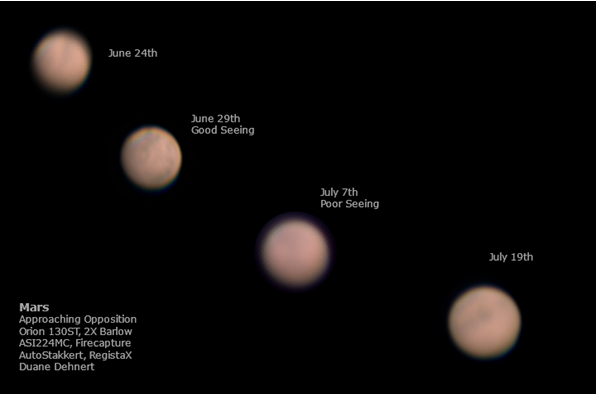 June 24th
June 29th
Good Seeing
July 7th
Poor Seeing
July 19th
Mars
Approaching Opposition
Orion 130ST, 2X Barlow
ASI224MC, Firecapture
AutoStakkert, RegistaX
Duane Dehnert